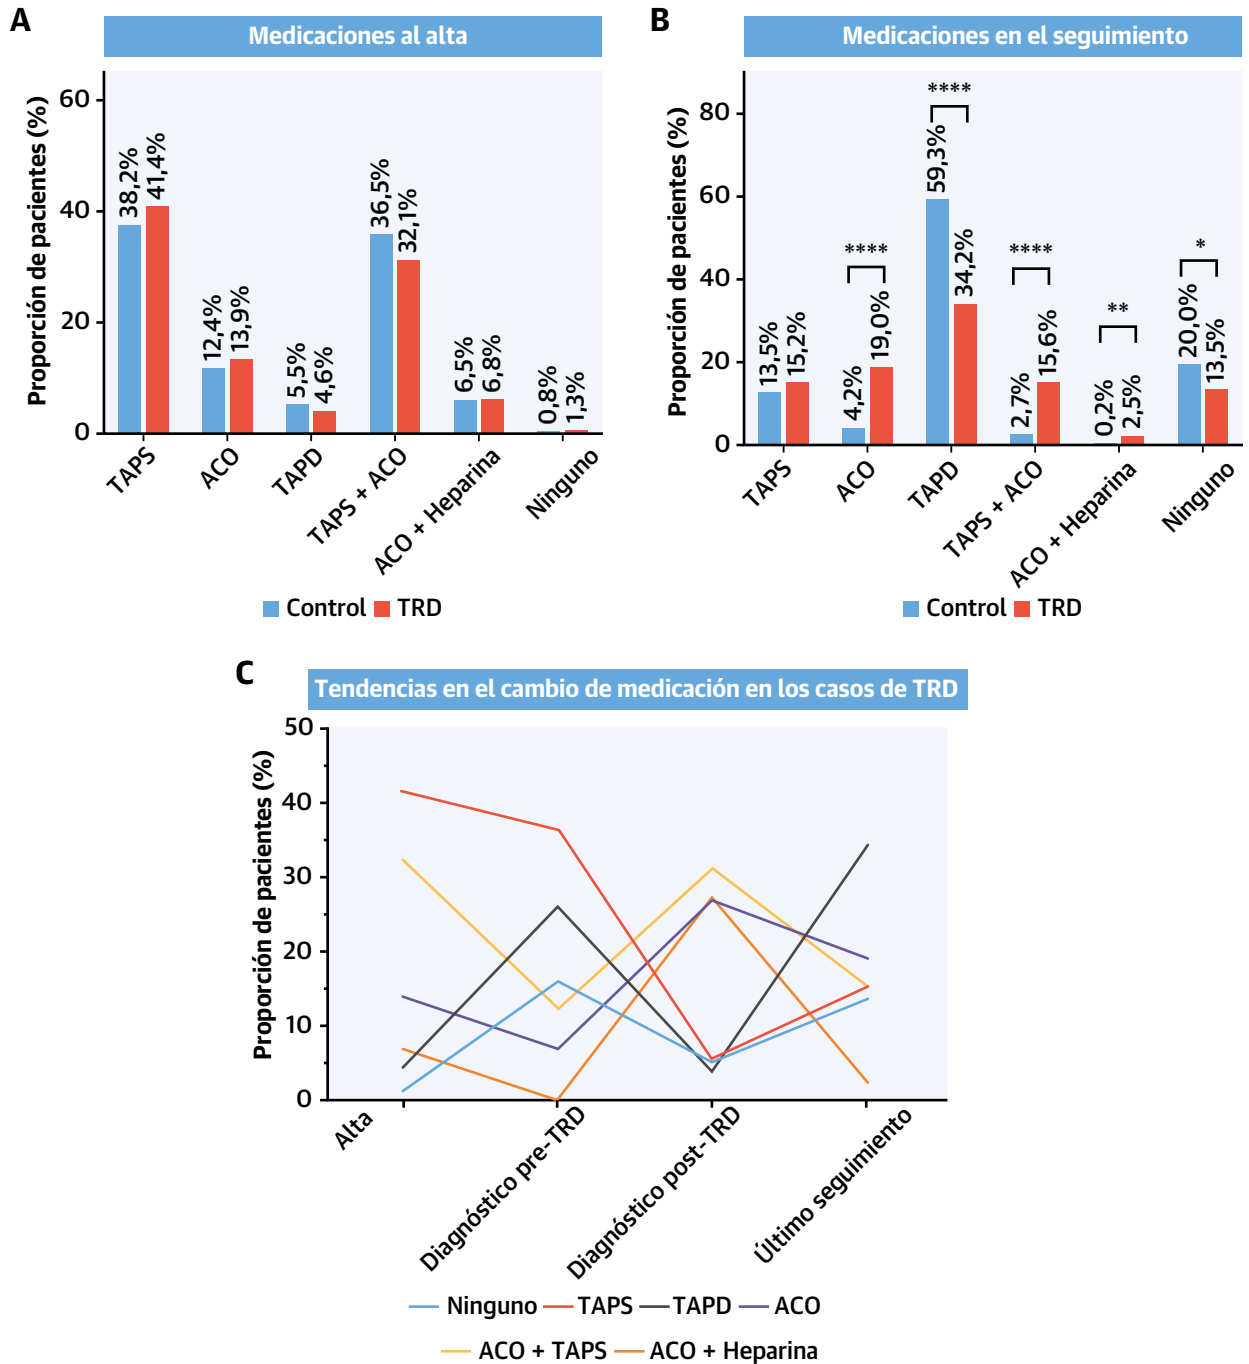 A
Medicaciones al alta
Proporción de pacientes (%)
60
40
20
0
38,2%
41,4%
12,4%
13,9%
5,5%
4,6%
36,5%
32,1%
6,5%
6,8%
0,8%
1,3%
TAPS
ACO
TAPD
TAPS + ACO
ACO + Heparina
Ninguno
Control
TRD
B
Medicaciones en el seguimiento
Proporción de pacientes (%)
80
60
40
20
0
13,5%
15,2%
****
4,2%
19,0%
****
59,3%
34,2%
****
2,7%
15,6%
**
0,2%
2,5%
*
20,0%
13,5%
TAPS
ACO
TAPD
TAPS + ACO
ACO + Heparina
Ninguno
Control
TRD
C
Tendencias en el cambio de medicación en los casos de TRD
Proporción de pacientes (%)
50
40
30
20
10
0
Alta
Diagnóstico pre-TRD
Diagnóstico post-TRD
Último seguimiento
Ninguno
TAPS
TAPD
ACO
ACO + TAPS
ACO + Heparina